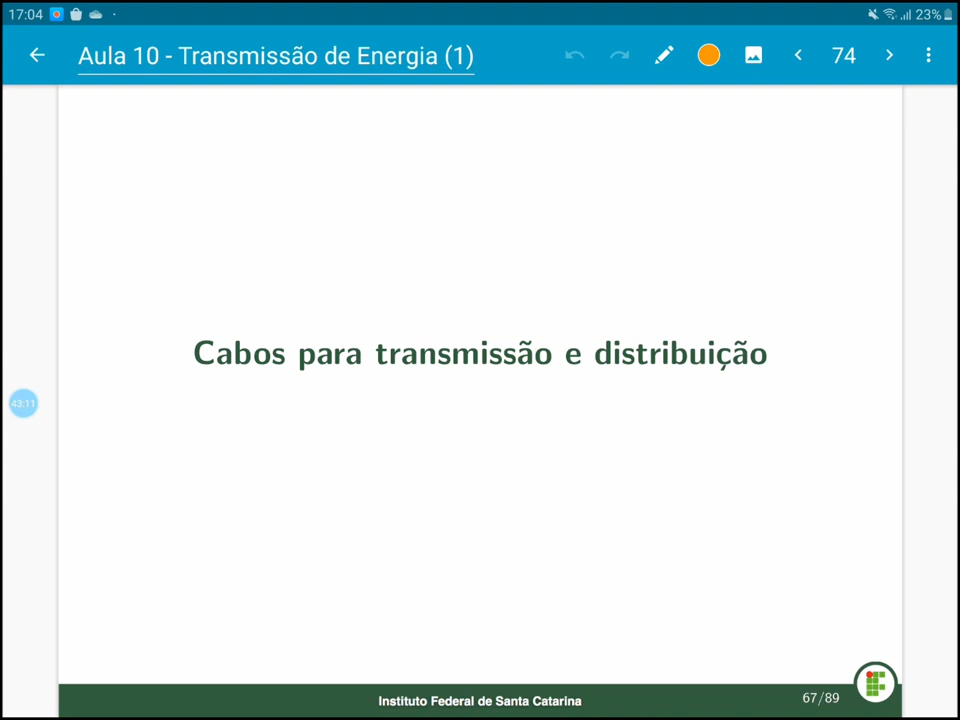 17:04
23%
Aula 10 - Transmissão de Energia (1)
74
Cabos para transmissão e distribuição
43:11
Instituto Federal de Santa Catarina
67/89